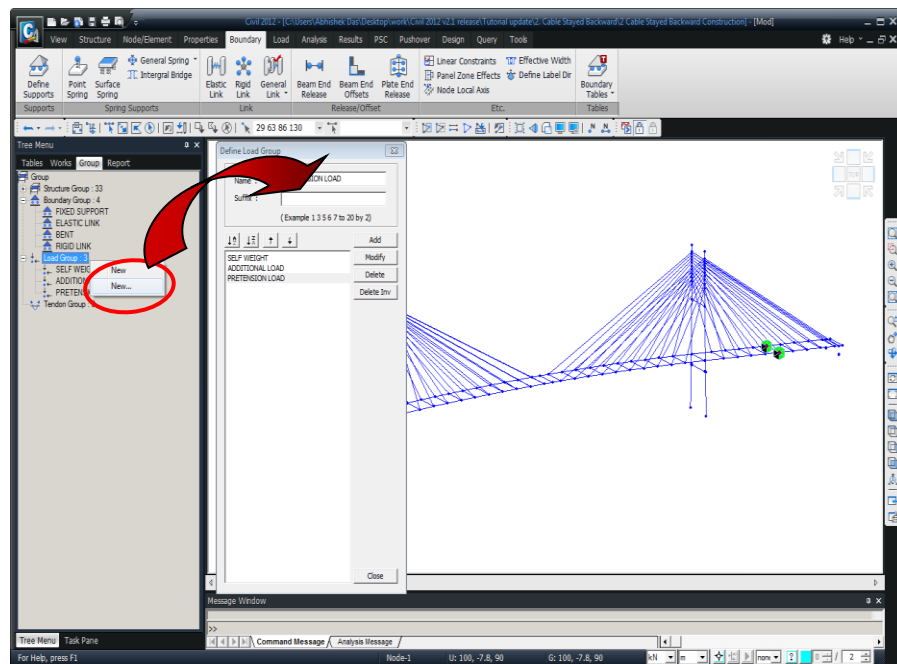 Civil 2012 - [C:\Users\Abhishek Das\Desktop\work\Civil 2012 v2.1 release\Tutorial update\2. Cable Stayed Backward\2 Cable Stayed Backward Construction] - [Mod]
View Structure Node/Element Properties Boundary Load Analysis Results PSC Pushover Design Query Tools Help
Define Supports
Point Spring
Surface Spring
General Spring
Intergral Bridge
Elastic Link
Rigid Link
General Link
Beam End Release
Beam End Offsets
Plate End Release
Linear Constraints
Panel Zone Effects
Node Local Axis
Effective Width
Define Label Dir
Boundary Tables
Supports Spring Supports Link Release/Offset Etc. Tables
29 63 86 130
Tree Menu
Tables Works Group Report
Group
Structure Group : 33
Boundary Group : 4
FIXED SUPPORT
ELASTIC LINK
BENT
RIGID LINK
Load Group : 3
SELF WEIG
ADDITION
PRETENS
Tendon Group :
New
New...
Define Load Group
Name :
SION LOAD
Suffix :
(Example 1 3 5 6 7 to 20 by 2)
Add
SELF WEIGHT
ADDITIONAL LOAD
PRETENSION LOAD
Modify
Delete
Delete Inv
Close
TOP
Message Window
>>
Command Message Analysis Message
Tree Menu Task Pane
For Help, press F1
Node-1
U: 100, -7.8, 90
G: 100, -7.8, 90
kN
m
non
?
0
/ 2